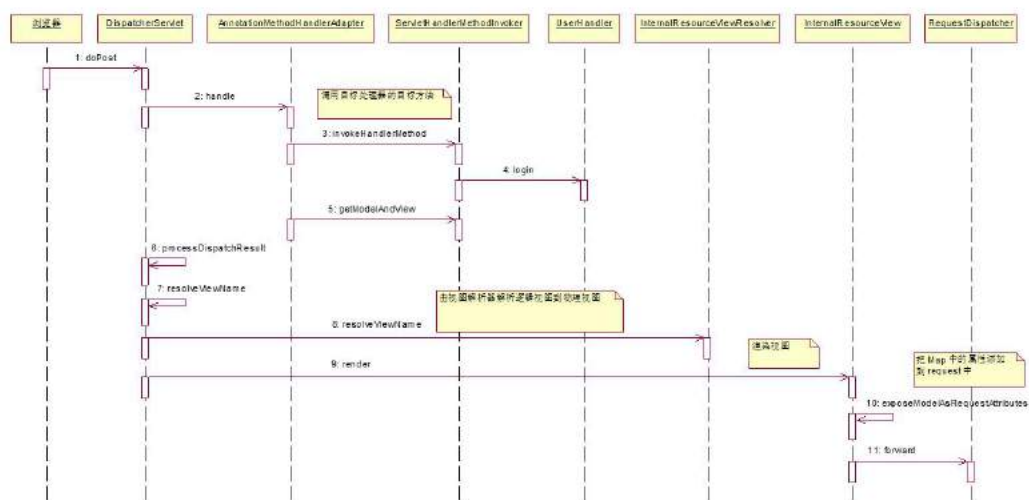 浏览器
DispatcherServlet
AnnotationMethodHandlerAdapter
ServletHandlerMethodInvoker
UserHandler
InternalResourceViewResolver
InternalResourceView
RequestDispatcher
1: doPost
2: handle
调用目标处理器的目标方法
3: invokeHandlerMethod
4: login
5: getModelAndView
6: processDispatchResult
7: resolveViewName
由视图解析器解析逻辑视图到物理视图
8: resolveViewName
渲染视图
9: render
把 Map 中的属性添加
到 request 中
10: exposeModelAsRequestAttributes
11: forward